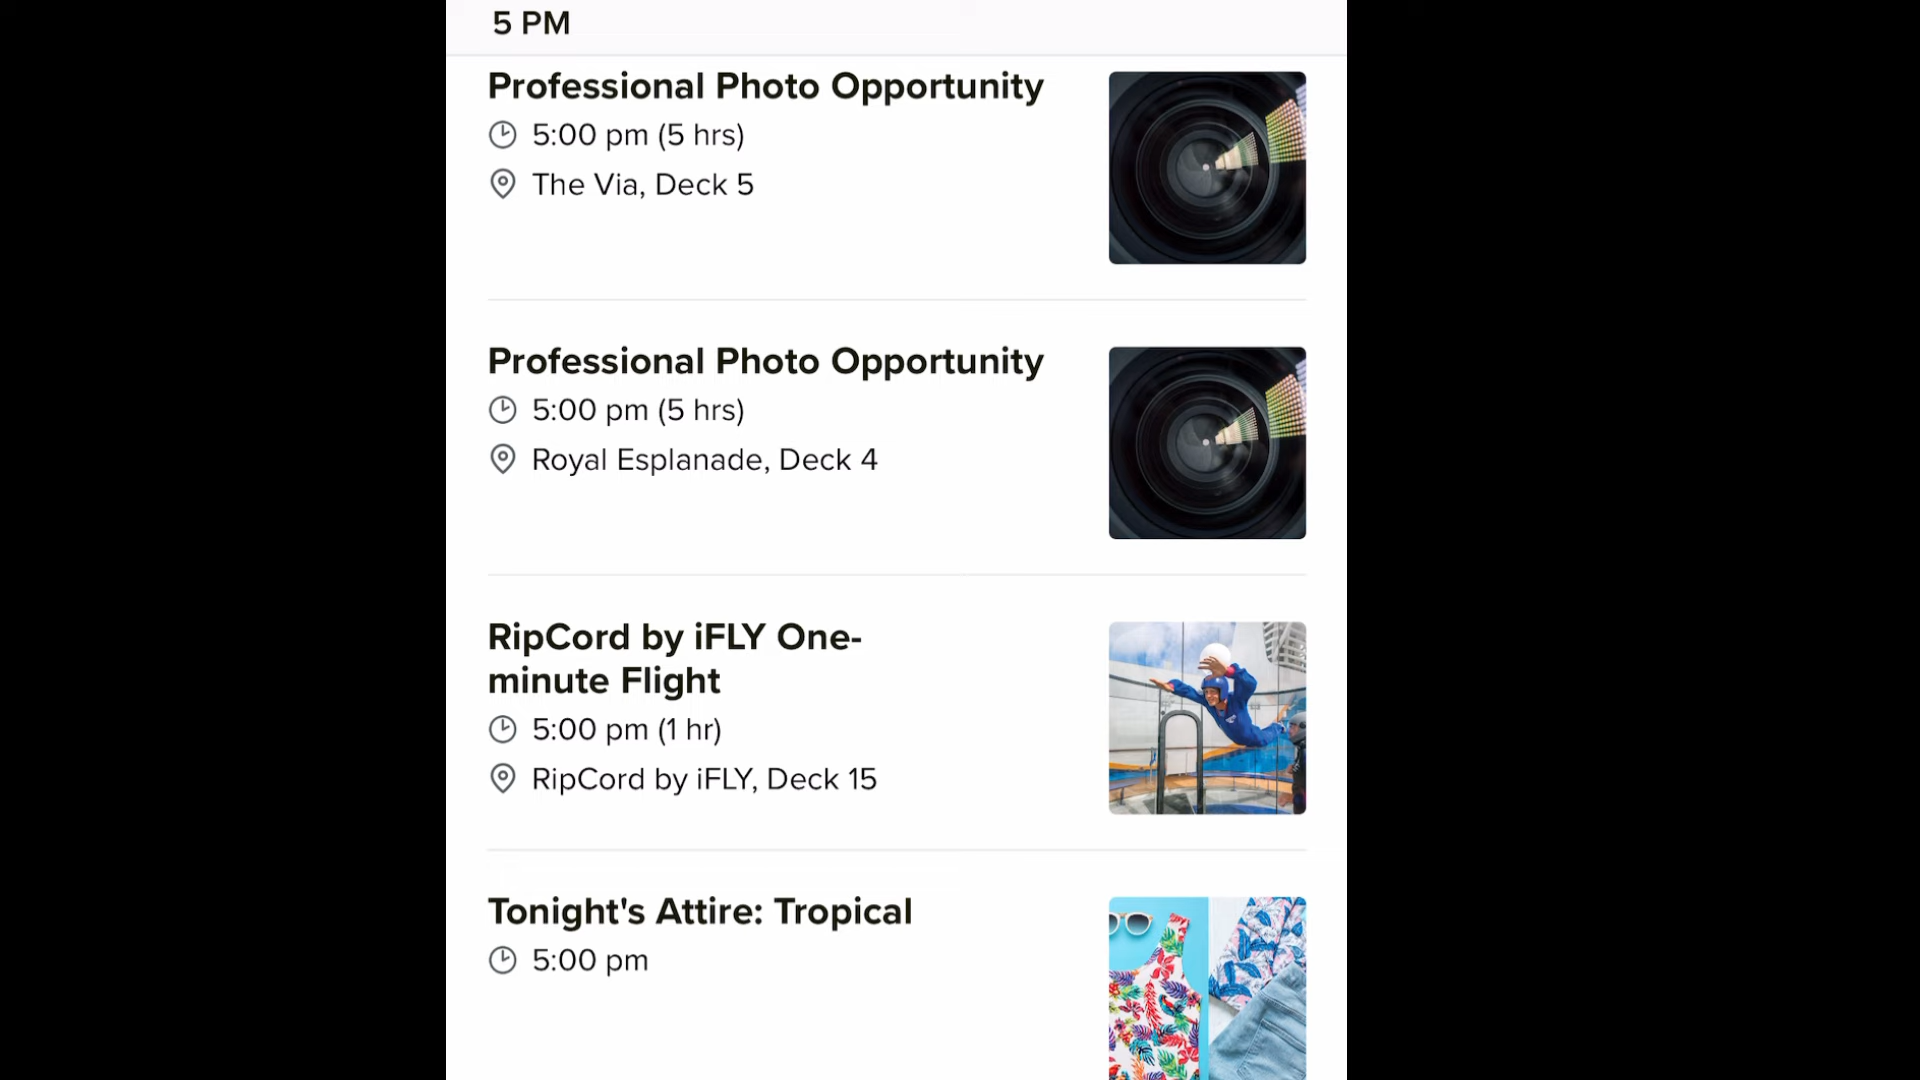 5 PM
Professional Photo Opportunity
5:00 pm (5 hrs)
The Via, Deck 5
Professional Photo Opportunity
5:00 pm (5 hrs)
Royal Esplanade, Deck 4
RipCord by iFLY One-
minute Flight
5:00 pm (1 hr)
RipCord by iFLY, Deck 15
Tonight's Attire: Tropical
5:00 pm